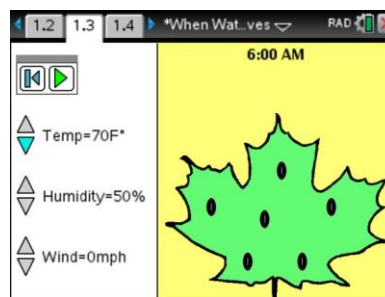 1.2 1.3 1.4 *When Wat...ves RAD
6:00 AM
Temp=70F°
Humidity=50%
Wind=0mph